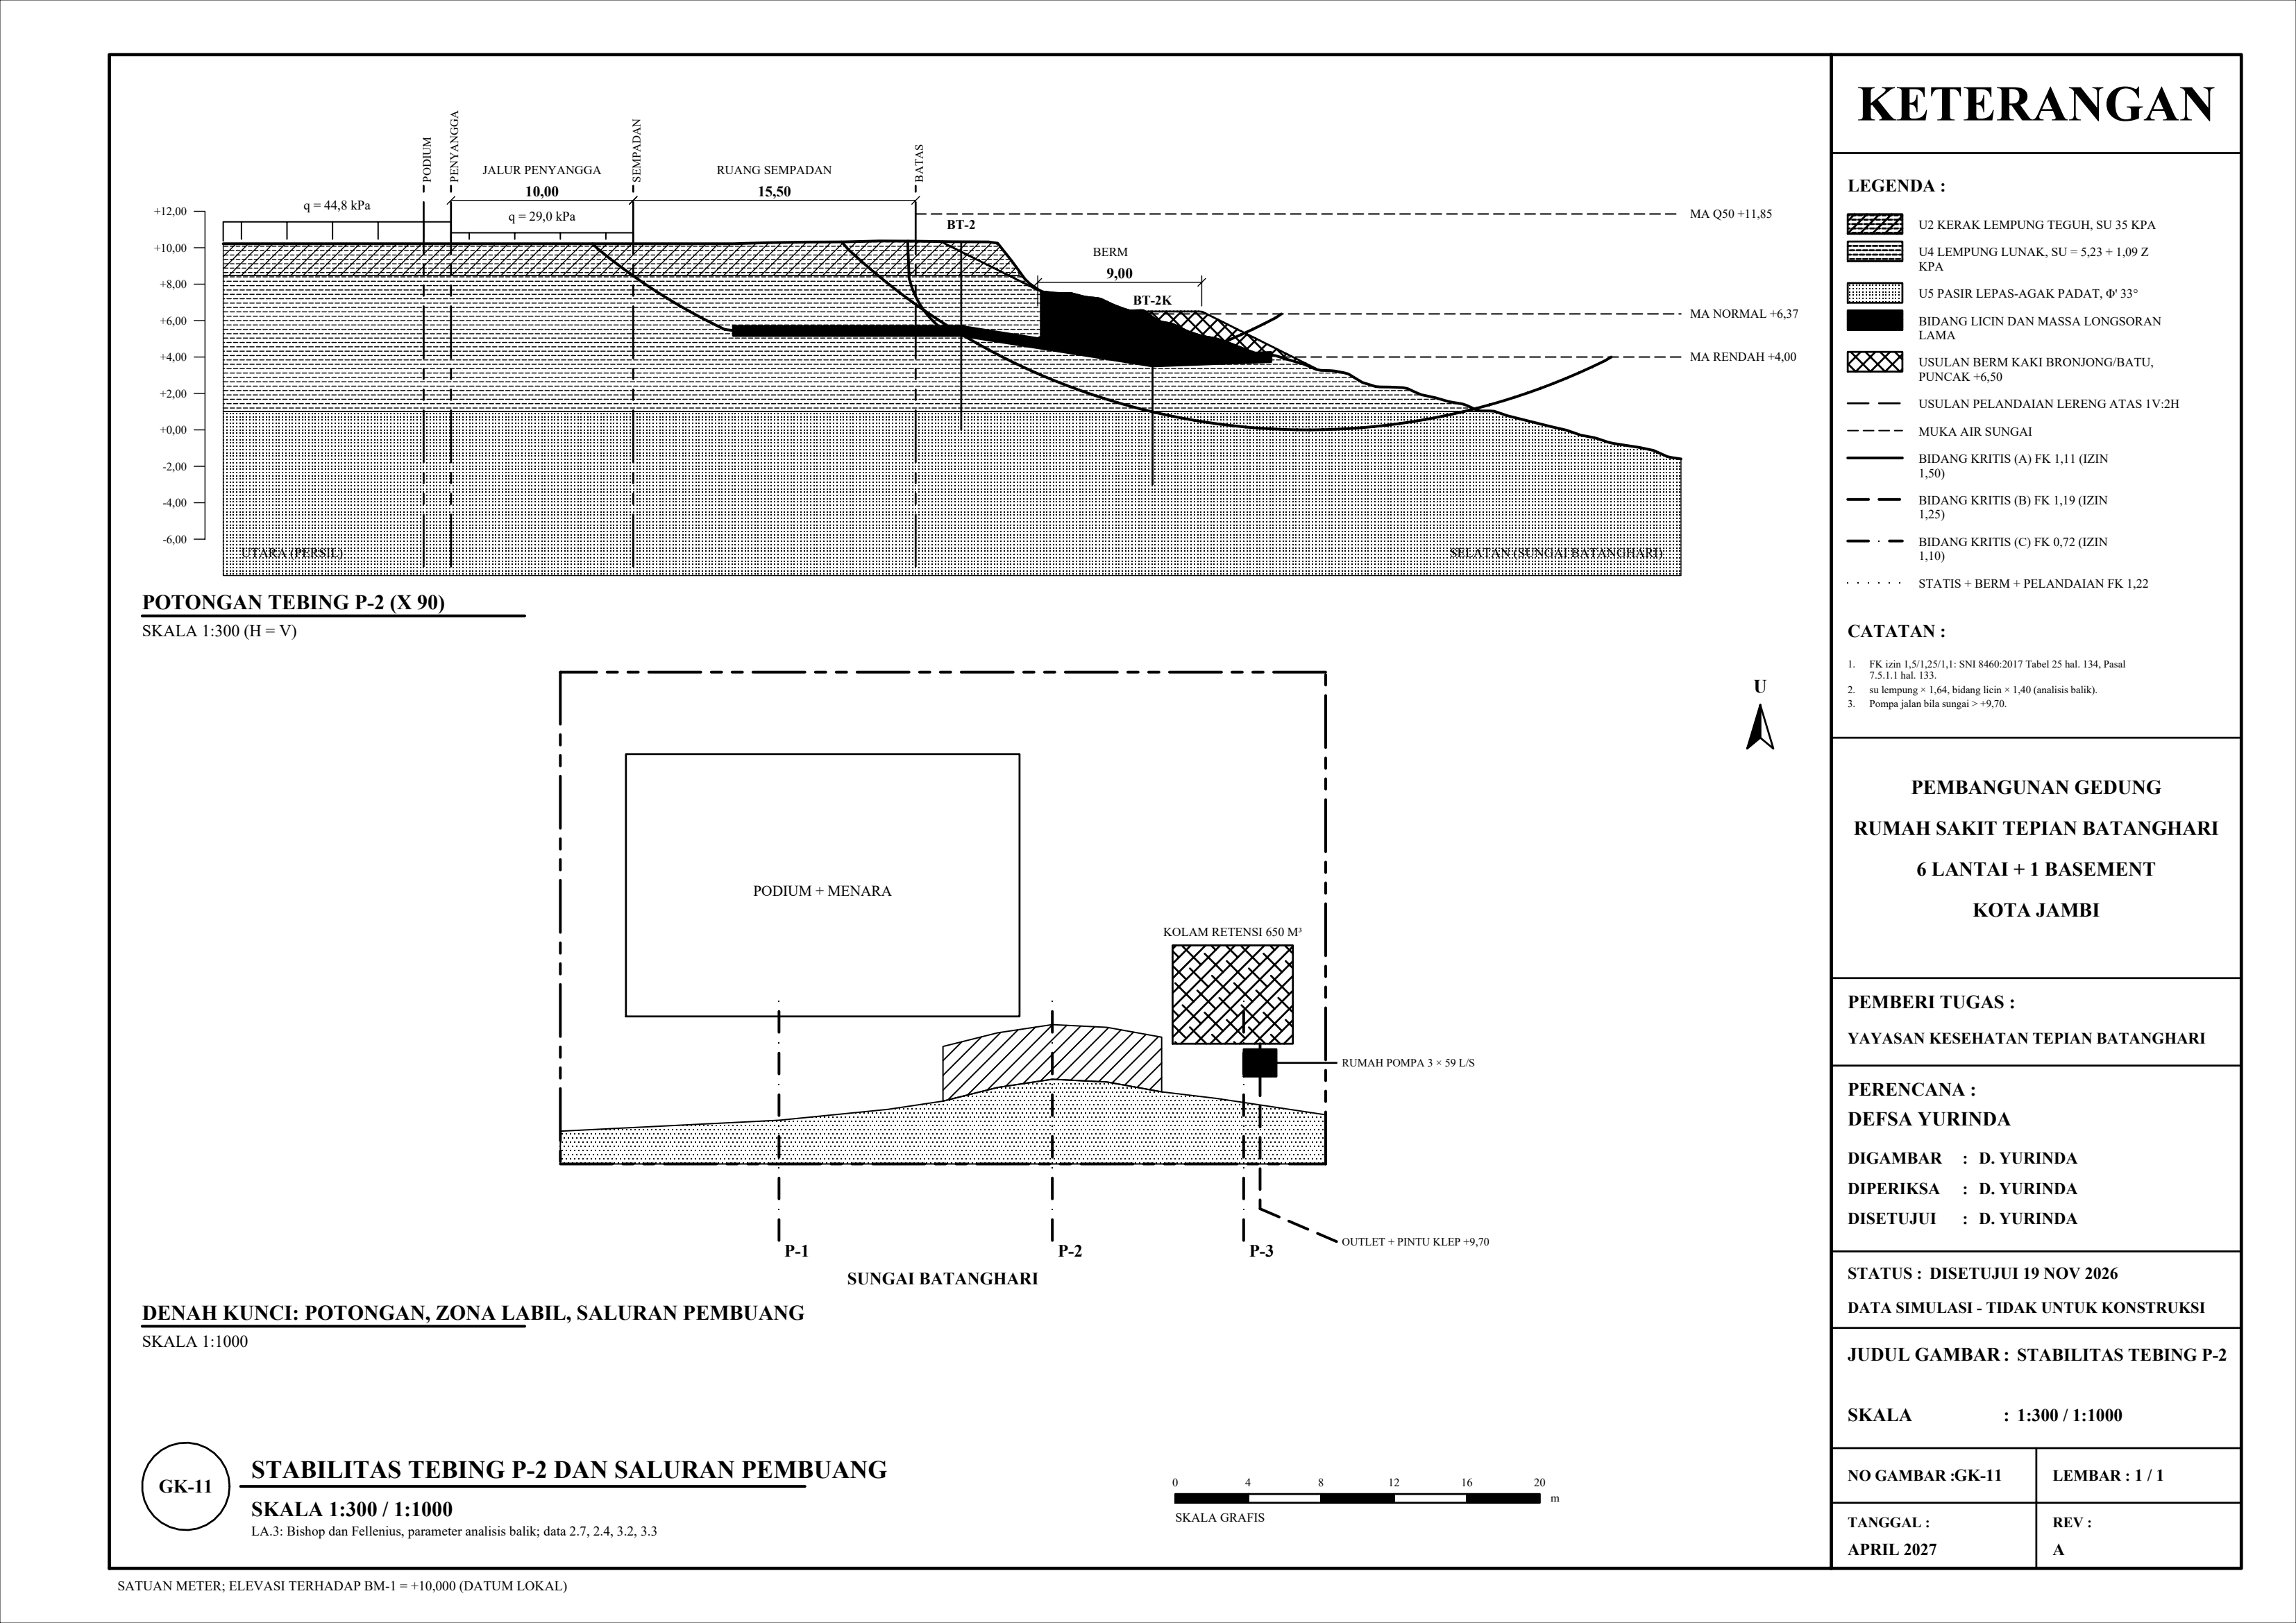 PODIUM
PENYANGGA
SEMPADAN
BATAS
JALUR PENYANGGA
10,00
RUANG SEMPADAN
15,50
q = 44,8 kPa
q = 29,0 kPa
BT-2
BERM
9,00
BT-2K
MA Q50 +11,85
MA NORMAL +6,37
MA RENDAH +4,00
+12,00
+10,00
+8,00
+6,00
+4,00
+2,00
+0,00
-2,00
-4,00
-6,00
UTARA (PERSIL)
SELATAN (SUNGAI BATANGHARI)
POTONGAN TEBING P-2 (X 90)
SKALA 1:300 (H = V)
U
PODIUM + MENARA
KOLAM RETENSI 650 M³
RUMAH POMPA 3 × 59 L/S
OUTLET + PINTU KLEP +9,70
P-1
P-2
P-3
SUNGAI BATANGHARI
DENAH KUNCI: POTONGAN, ZONA LABIL, SALURAN PEMBUANG
SKALA 1:1000
GK-11
STABILITAS TEBING P-2 DAN SALURAN PEMBUANG
SKALA 1:300 / 1:1000
LA.3: Bishop dan Fellenius, parameter analisis balik; data 2.7, 2.4, 3.2, 3.3
0 4 8 12 16 20
m
SKALA GRAFIS
SATUAN METER; ELEVASI TERHADAP BM-1 = +10,000 (DATUM LOKAL)
KETERANGAN
LEGENDA :
U2 KERAK LEMPUNG TEGUH, SU 35 KPA
U4 LEMPUNG LUNAK, SU = 5,23 + 1,09 Z
KPA
U5 PASIR LEPAS-AGAK PADAT, Φ' 33°
BIDANG LICIN DAN MASSA LONGSORAN
LAMA
USULAN BERM KAKI BRONJONG/BATU,
PUNCAK +6,50
USULAN PELANDAIAN LERENG ATAS 1V:2H
MUKA AIR SUNGAI
BIDANG KRITIS (A) FK 1,11 (IZIN
1,50)
BIDANG KRITIS (B) FK 1,19 (IZIN
1,25)
BIDANG KRITIS (C) FK 0,72 (IZIN
1,10)
STATIS + BERM + PELANDAIAN FK 1,22
CATATAN :
1. FK izin 1,5/1,25/1,1: SNI 8460:2017 Tabel 25 hal. 134, Pasal
7.5.1.1 hal. 133.
2. su lempung × 1,64, bidang licin × 1,40 (analisis balik).
3. Pompa jalan bila sungai > +9,70.
PEMBANGUNAN GEDUNG
RUMAH SAKIT TEPIAN BATANGHARI
6 LANTAI + 1 BASEMENT
KOTA JAMBI
PEMBERI TUGAS :
YAYASAN KESEHATAN TEPIAN BATANGHARI
PERENCANA :
DEFSA YURINDA
DIGAMBAR : D. YURINDA
DIPERIKSA : D. YURINDA
DISETUJUI : D. YURINDA
STATUS : DISETUJUI 19 NOV 2026
DATA SIMULASI - TIDAK UNTUK KONSTRUKSI
JUDUL GAMBAR : STABILITAS TEBING P-2
SKALA : 1:300 / 1:1000
NO GAMBAR :GK-11
LEMBAR : 1 / 1
TANGGAL :
APRIL 2027
REV :
A